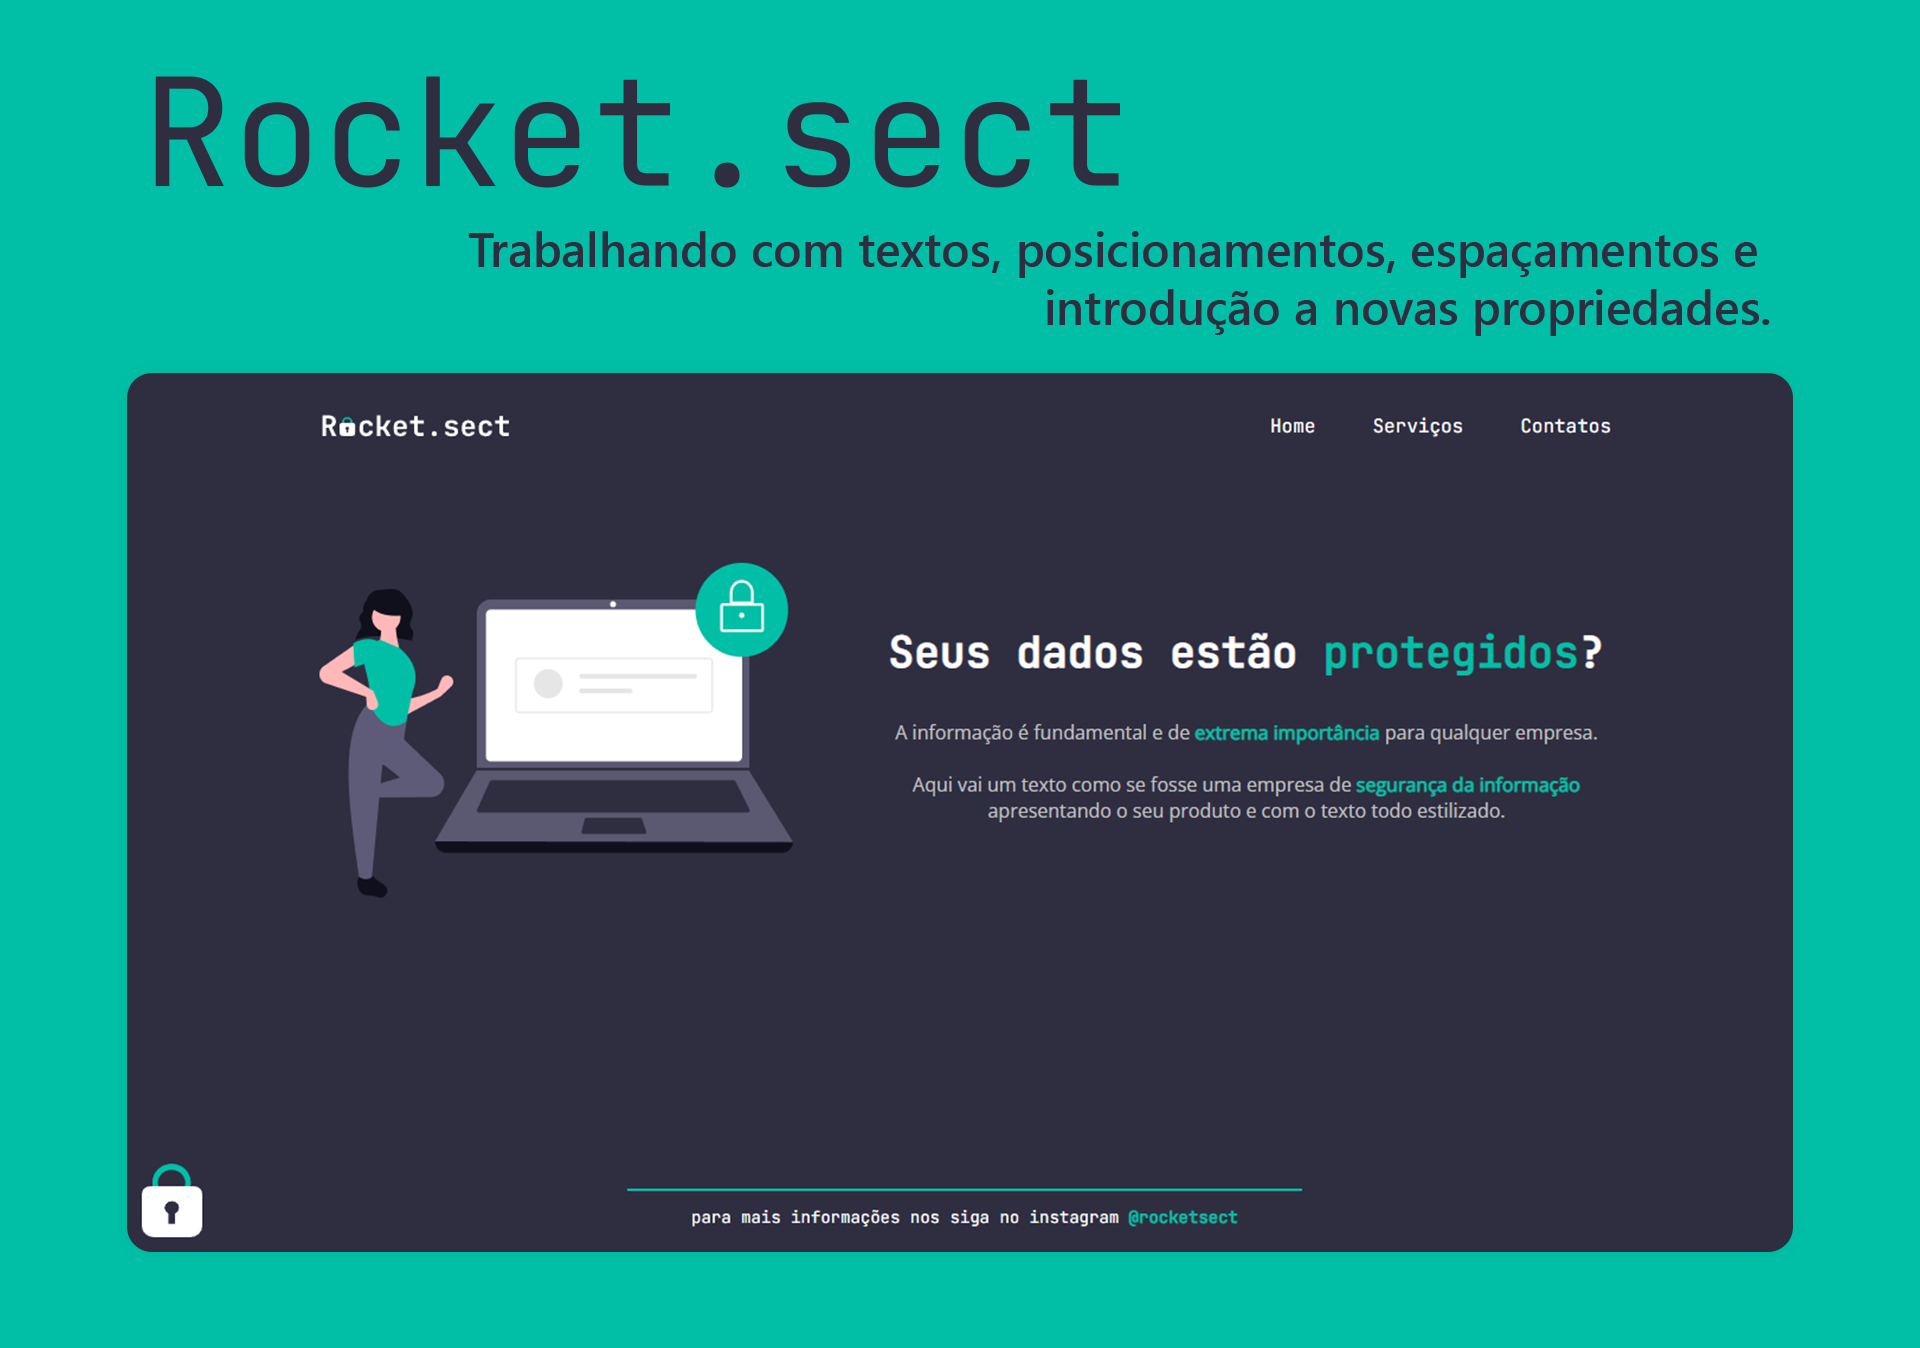 Rocket.sect
Trabalhando com textos, posicionamentos, espaçamentos e
introdução a novas propriedades.
Rocket.sect
Home Serviços Contatos
Seus dados estão protegidos?
A informação é fundamental e de extrema importância para qualquer empresa.
Aqui vai um texto como se fosse uma empresa de segurança da informação
apresentando o seu produto e com o texto todo estilizado.
para mais informações nos siga no instagram @rocketsect